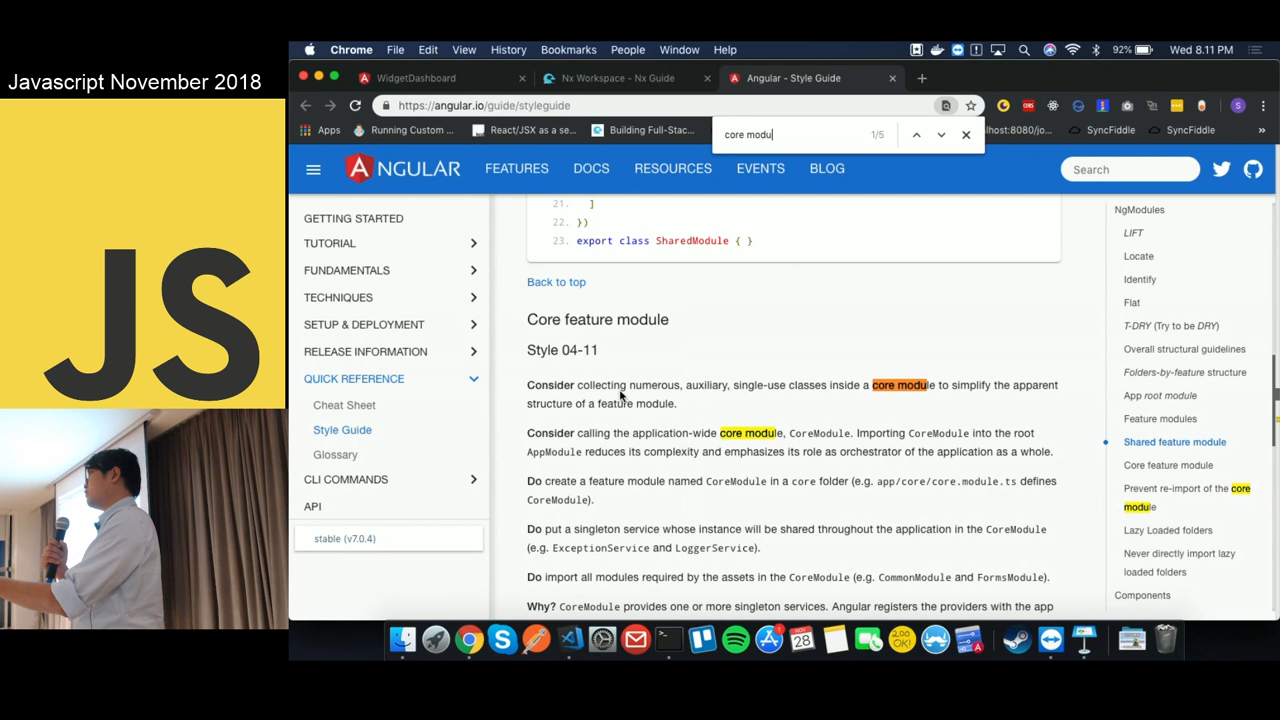 Javascript November 2018
JS
Chrome File Edit View History Bookmarks People Window Help
92% Wed 8.11 PM
WidgetDashboard
Nx Workspace - Nx Guide
Angular - Style Guide
https://angular.io/guide/styleguide
S
Apps
Running Custom ...
React/JSX as a se...
Building Full-Stac...
lhost:8080/jo...
SyncFiddle
SyncFiddle
core modu
1/5
ANGULAR
FEATURES DOCS RESOURCES EVENTS BLOG
Search
GETTING STARTED
TUTORIAL
FUNDAMENTALS
TECHNIQUES
SETUP & DEPLOYMENT
RELEASE INFORMATION
QUICK REFERENCE
Cheat Sheet
Style Guide
Glossary
CLI COMMANDS
API
stable (v7.0.4)
21. ]
22. })
23. export class SharedModule { }
Back to top
Core feature module
Style 04-11
Consider collecting numerous, auxiliary, single-use classes inside a core module to simplify the apparent
structure of a feature module.
Consider calling the application-wide core module, CoreModule. Importing CoreModule into the root
AppModule reduces its complexity and emphasizes its role as orchestrator of the application as a whole.
Do create a feature module named CoreModule in a core folder (e.g. app/core/core.module.ts defines
CoreModule).
Do put a singleton service whose instance will be shared throughout the application in the CoreModule
(e.g. ExceptionService and LoggerService).
Do import all modules required by the assets in the CoreModule (e.g. CommonModule and FormsModule).
Why? CoreModule provides one or more singleton services. Angular registers the providers with the app
NgModules
LIFT
Locate
Identify
Flat
T-DRY (Try to be DRY)
Overall structural guidelines
Folders-by-feature structure
App root module
Feature modules
Shared feature module
Core feature module
Prevent re-import of the core
module
Lazy Loaded folders
Never directly import lazy
loaded folders
Components
NOV
28
200
OK!